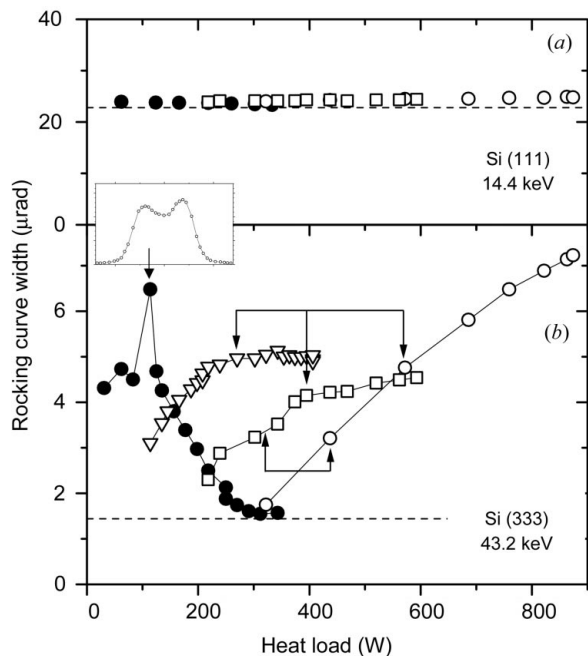 40
(a)
20
Si (111)
14.4 keV
0
Rocking curve width (μrad)
6
(b)
4
2
Si (333)
43.2 keV
0
0 200 400 600 800
Heat load (W)